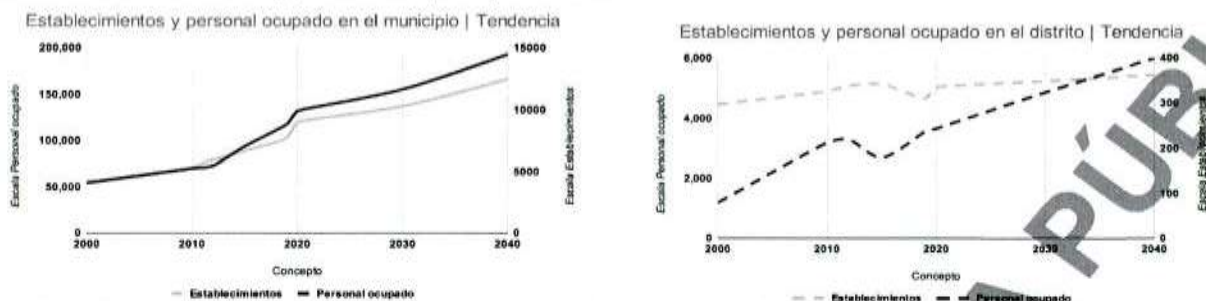 Establecimientos y personal ocupado en el municipio | Tendencia
200,000
150,000
100,000
50,000
0
15000
10000
5000
0
Escala Personal ocupado
Escala Establecimientos
2000
2010
2020
2030
2040
Concepto
Establecimientos
Personal ocupado
Establecimientos y personal ocupado en el distrito | Tendencia
6,000
4,000
2,000
0
400
300
200
100
0
Escala Personal ocupado
Escala Establecimientos
2000
2010
2020
2030
2040
Concepto
Establecimientos
Personal ocupado
A PÚB